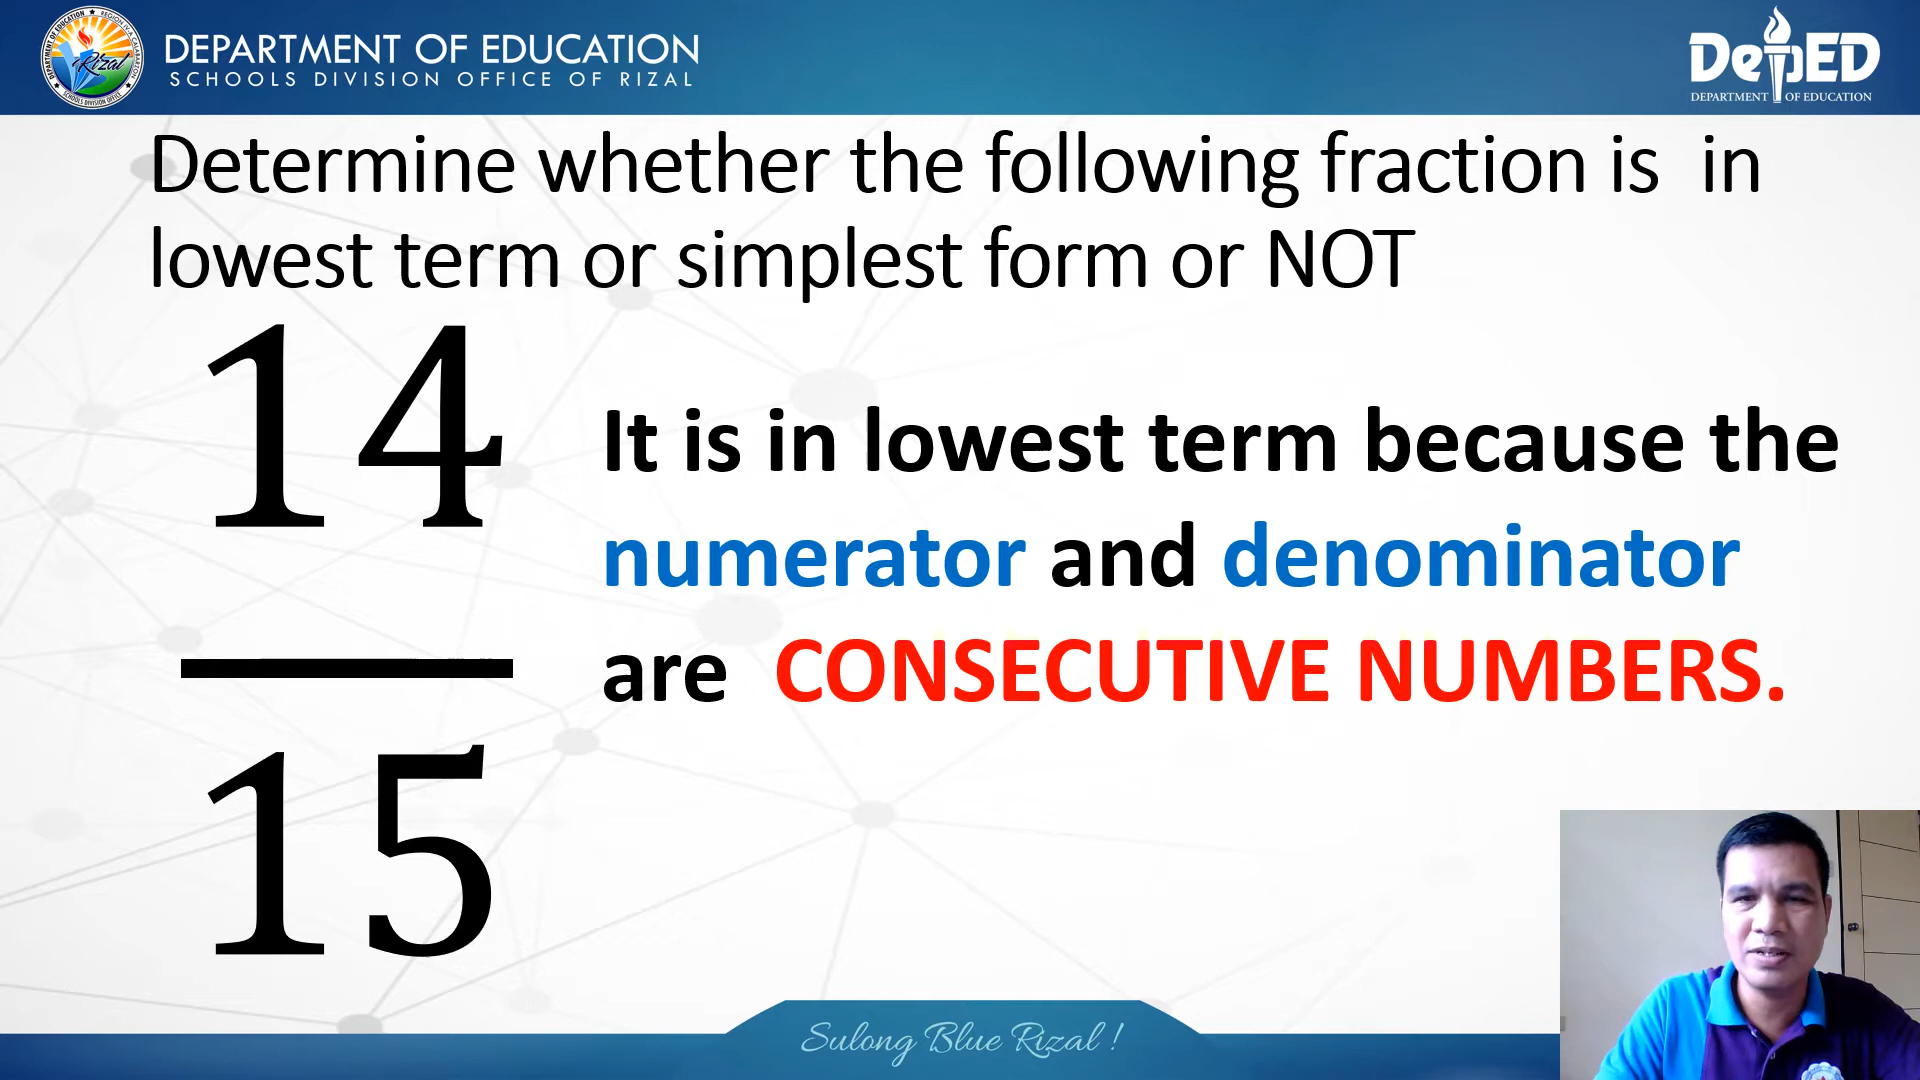 DEPARTMENT OF EDUCATION
SCHOOLS DIVISION OFFICE OF RIZAL
DepED
DEPARTMENT OF EDUCATION
Determine whether the following fraction is in
lowest term or simplest form or NOT
14
15
It is in lowest term because the
numerator and denominator
are CONSECUTIVE NUMBERS.
Sulong Blue Rizal !